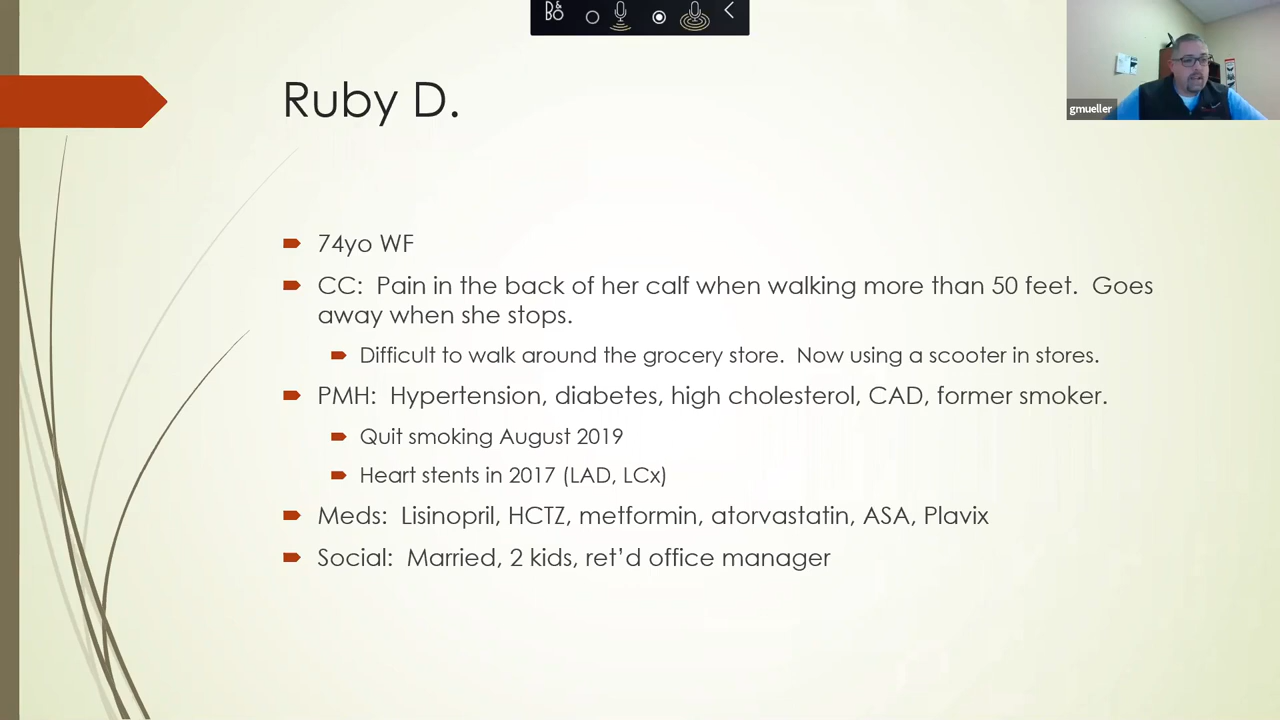 B&O
Ruby D.
gmueller
74yo WF
CC: Pain in the back of her calf when walking more than 50 feet. Goes
away when she stops.
Difficult to walk around the grocery store. Now using a scooter in stores.
PMH: Hypertension, diabetes, high cholesterol, CAD, former smoker.
Quit smoking August 2019
Heart stents in 2017 (LAD, LCx)
Meds: Lisinopril, HCTZ, metformin, atorvastatin, ASA, Plavix
Social: Married, 2 kids, ret'd office manager